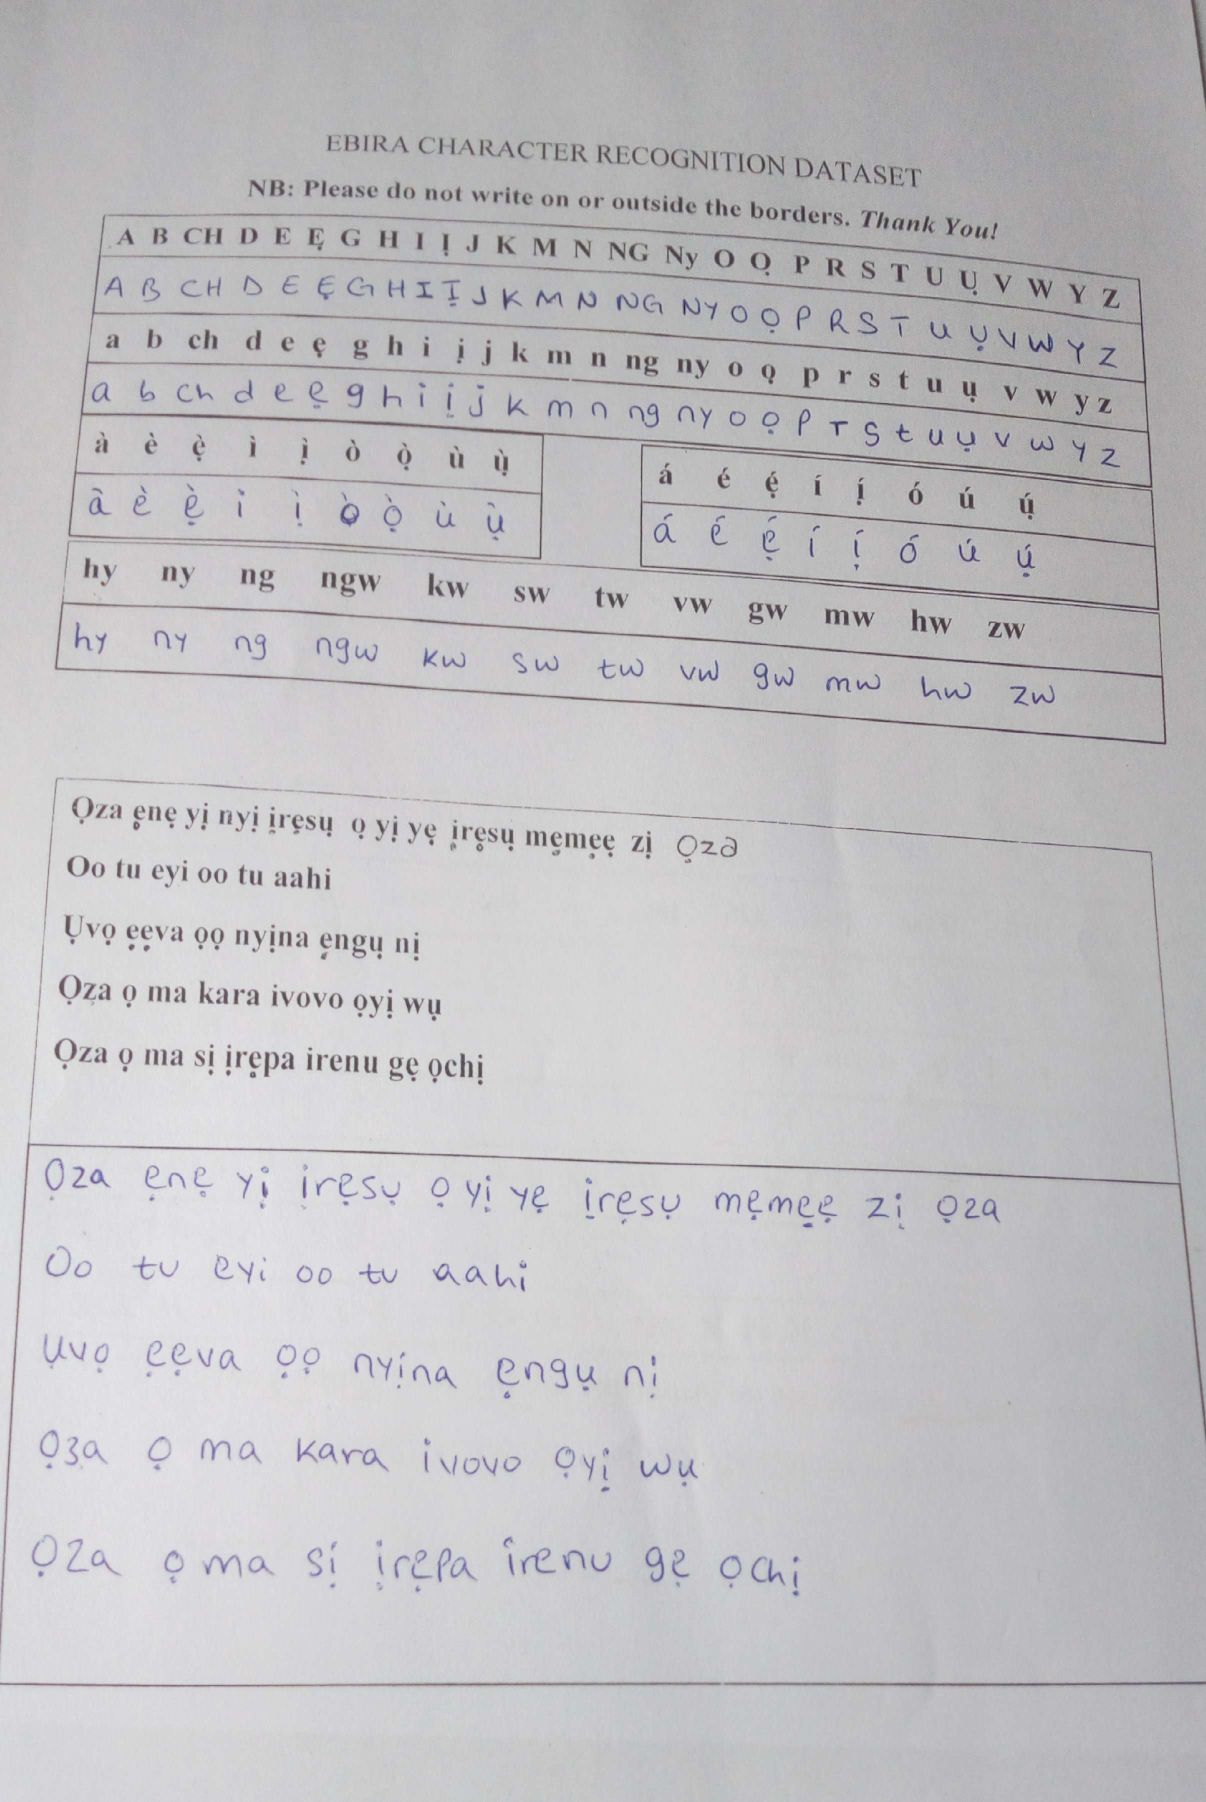 EBIRA CHARACTER RECOGNITION DATASET
NB: Please do not write on or outside the borders. Thank You!
A B CH D E Ẹ G H I Ị J K M N NG Ny O Ọ P R S T U Ụ V W Y Z
A B CH D E Ẹ G H I Ị J K M N NG NY O Ọ P R S T U Ụ V W Y Z
a b ch d e ẹ g h i ị j k m n ng ny o ọ p r s t u ụ v w y z
a b ch d e ẹ g h i ị j k m n ng ny o ọ p r s t u ụ v w y z
à è ẹ̀ ì ị̀ ò ọ̀ ù ụ̀
à è ẹ̀ ì ị̀ ò ọ̀ ù ụ̀
á é ẹ́ í ị́ ó ú ụ́
á é ẹ́ í ị́ ó ú ụ́
hy ny ng ngw kw sw tw vw gw mw hw zw
hy ny ng ngw kw sw tw vw gw mw hw zw
Ọza ẹnẹ yị nyị ịrẹsụ ọ yị yẹ ịrẹsụ mẹmẹẹ zị Ọza
Oo tu eyi oo tu aahi
Ụvọ ẹẹva ọọ nyịna ẹngụ nị
Ọza ọ ma kara ivovo ọyị wụ
Ọza ọ ma sị ịrẹpa irenu gẹ ọchị
Ọza ẹnẹ yị ịrẹsụ ọ yị yẹ ịrẹsụ mẹmẹẹ zị ọza
Oo tu eyi oo tu aahi
Ụvọ ẹẹva ọọ nyịna ẹngụ nị
Ọza ọ ma kara ivovo ọyị wụ
Ọza ọ ma sị ịrẹpa irenu gẹ ọchị